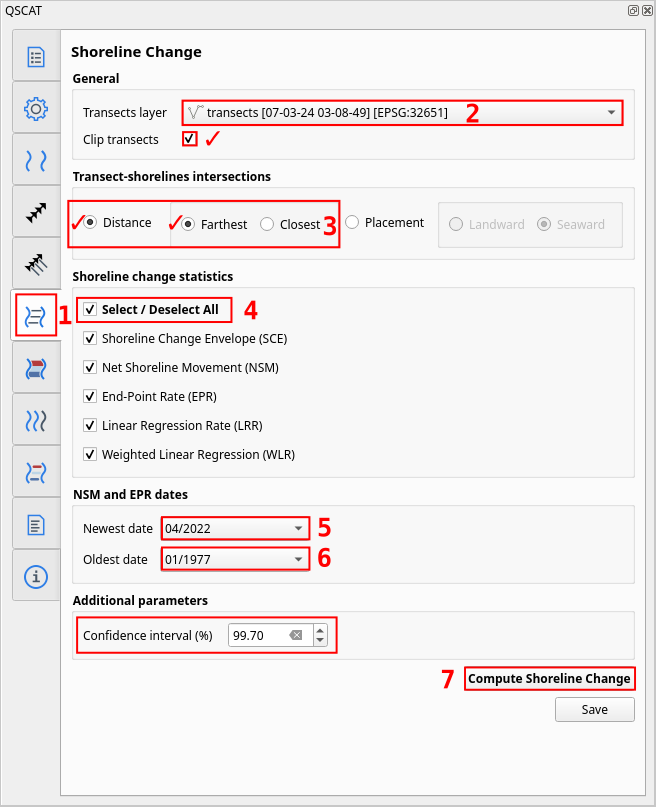 QSCAT
Shoreline Change
General
Transects layer transects [07-03-24 03-08-49] [EPSG:32651] 2
Clip transects
Transect-shorelines intersections
Distance Farthest Closest 3 Placement Landward Seaward
Shoreline change statistics
1 Select / Deselect All 4
Shoreline Change Envelope (SCE)
Net Shoreline Movement (NSM)
End-Point Rate (EPR)
Linear Regression Rate (LRR)
Weighted Linear Regression (WLR)
NSM and EPR dates
Newest date 04/2022 5
Oldest date 01/1977 6
Additional parameters
Confidence interval (%) 99.70
7 Compute Shoreline Change
Save